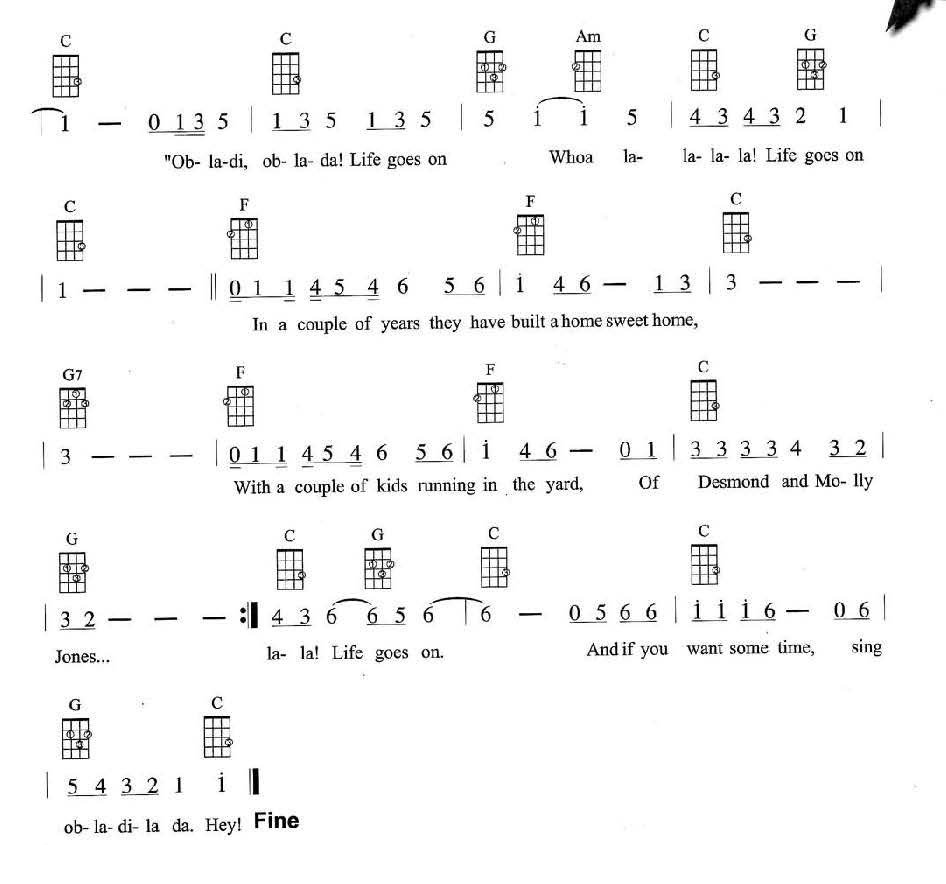 C C G Am C G
1 — 0 1 3 5 | 1 3 5 1 3 5 | 5 i i 5 | 4 3 4 3 2 1 |
"Ob- la-di, ob- la- da! Life goes on Whoa la- la- la- la! Life goes on
C F F C
| 1 — — — || 0 1 1 4 5 4 6 5 6 | i 4 6 — 1 3 | 3 — — — |
In a couple of years they have built a home sweet home,
G7 F F C
| 3 — — — | 0 1 1 4 5 4 6 5 6 | i 4 6 — 0 1 | 3 3 3 3 4 3 2 |
With a couple of kids running in the yard, Of Desmond and Mo- lly
G C G C C
| 3 2 — — — :|| 4 3 6 6 5 6 | 6 — 0 5 6 6 | i i i 6 — 0 6 |
Jones... la- la! Life goes on. And if you want some time, sing
G C
| 5 4 3 2 1 i ||
ob- la- di- la da. Hey! Fine